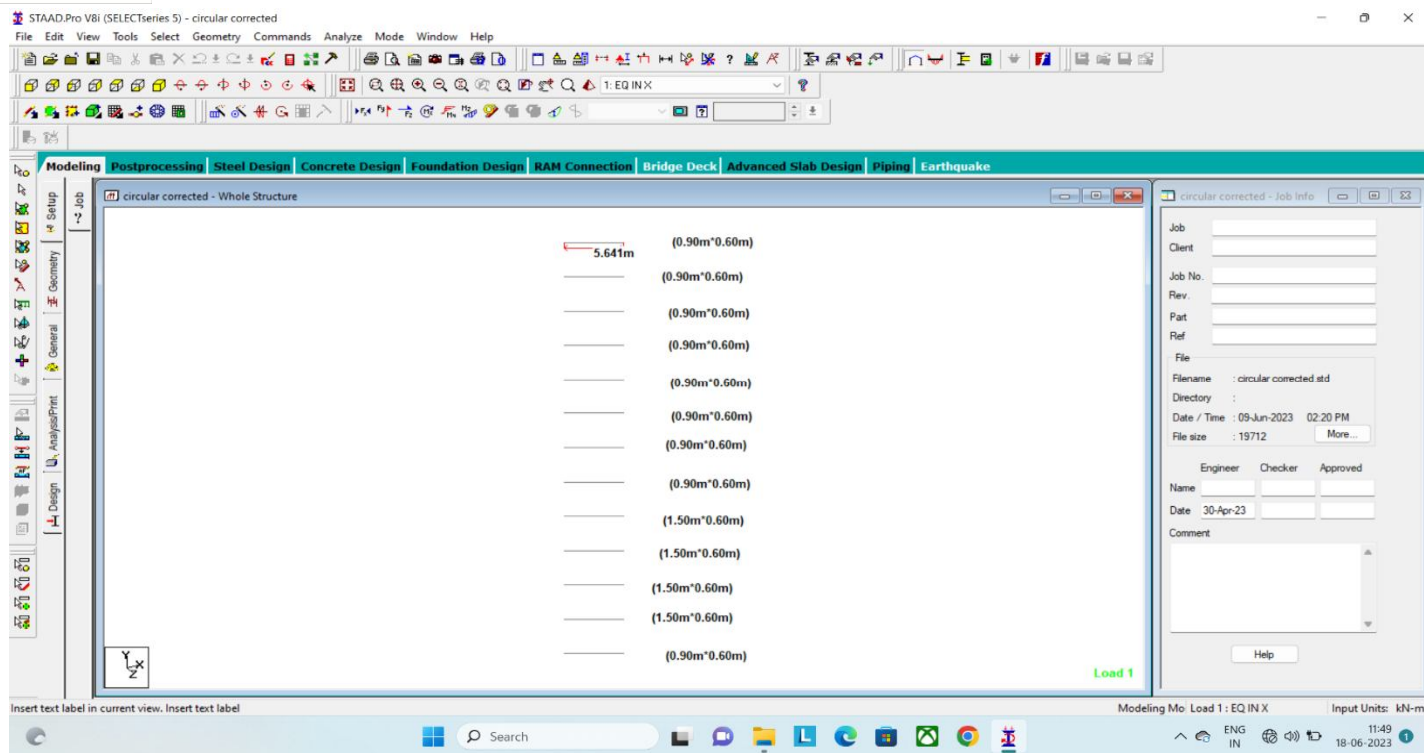 STAAD.Pro V8i (SELECTseries 5) - circular corrected
File Edit View Tools Select Geometry Commands Analyze Mode Window Help
1: EQ IN X
Modeling Postprocessing Steel Design Concrete Design Foundation Design RAM Connection Bridge Deck Advanced Slab Design Piping Earthquake
Setup
Geometry
General
Analysis/Print
Design
Job
circular corrected - Whole Structure
(0.90m*0.60m)
5.641m
(0.90m*0.60m)
(0.90m*0.60m)
(0.90m*0.60m)
(0.90m*0.60m)
(0.90m*0.60m)
(0.90m*0.60m)
(0.90m*0.60m)
(1.50m*0.60m)
(1.50m*0.60m)
(1.50m*0.60m)
(1.50m*0.60m)
(0.90m*0.60m)
Y
X
Z
Load 1
circular corrected - Job Info
Job
Client
Job No.
Rev.
Part
Ref
File
Filename : circular corrected.std
Directory :
Date / Time : 09-Jun-2023 02:20 PM
File size : 19712 More...
Engineer Checker Approved
Name
Date 30-Apr-23
Comment
Help
Insert text label in current view. Insert text label
Modeling Mo Load 1 : EQ IN X Input Units: kN-m
Search
ENG
IN
11:49
18-06-2023
1